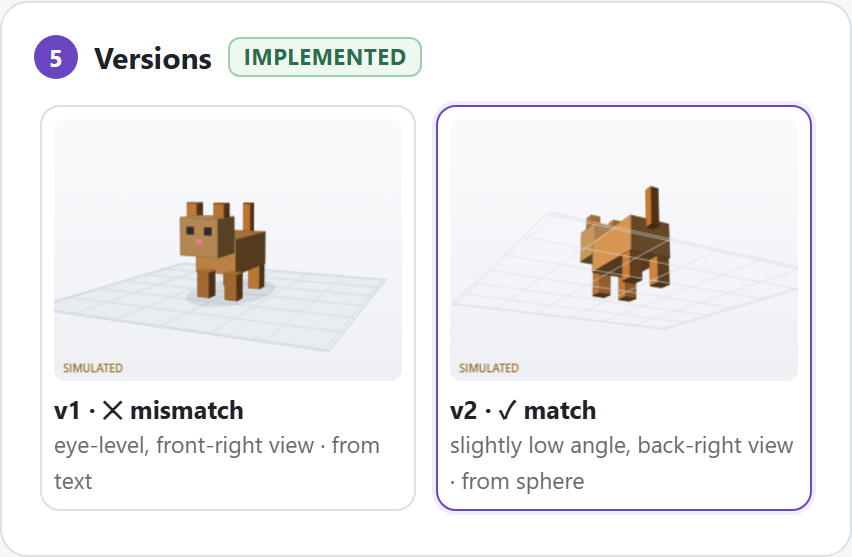 5 Versions IMPLEMENTED
SIMULATED
v1 · ✕ mismatch
eye-level, front-right view · from
text
SIMULATED
v2 · ✓ match
slightly low angle, back-right view
· from sphere